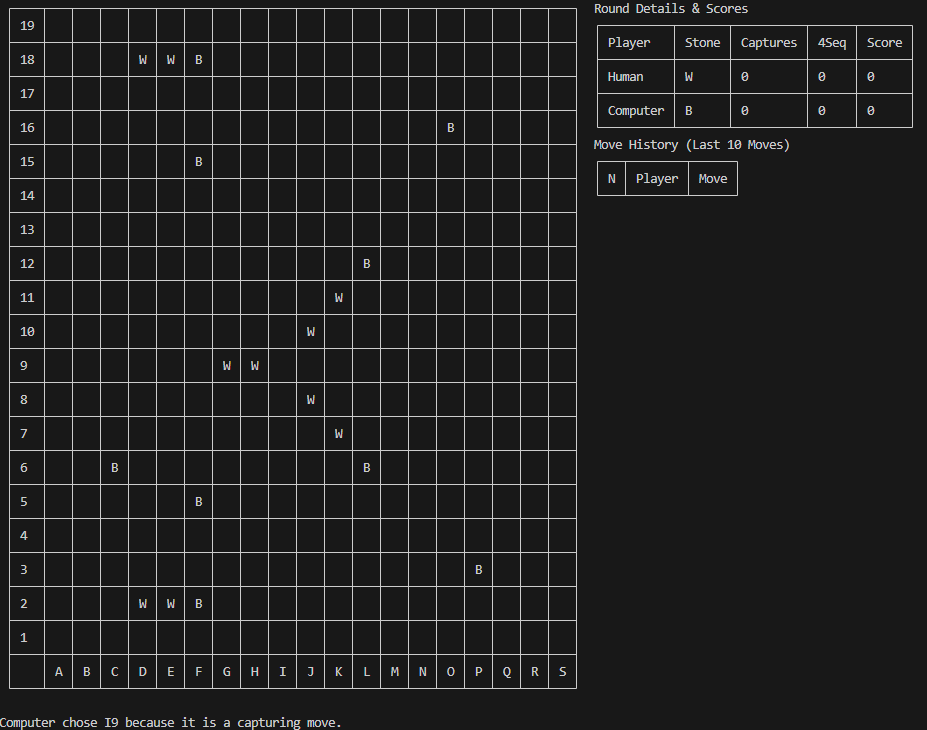 Round Details & Scores
Player Stone Captures 4Seq Score
Human W 0 0 0
Computer B 0 0 0
Move History (Last 10 Moves)
N Player Move
19
18 W W B
17
16 B
15 B
14
13
12 B
11 W
10 W
9 W W
8 W
7 W
6 B B
5 B
4
3 B
2 W W B
1
A B C D E F G H I J K L M N O P Q R S
Computer chose I9 because it is a capturing move.